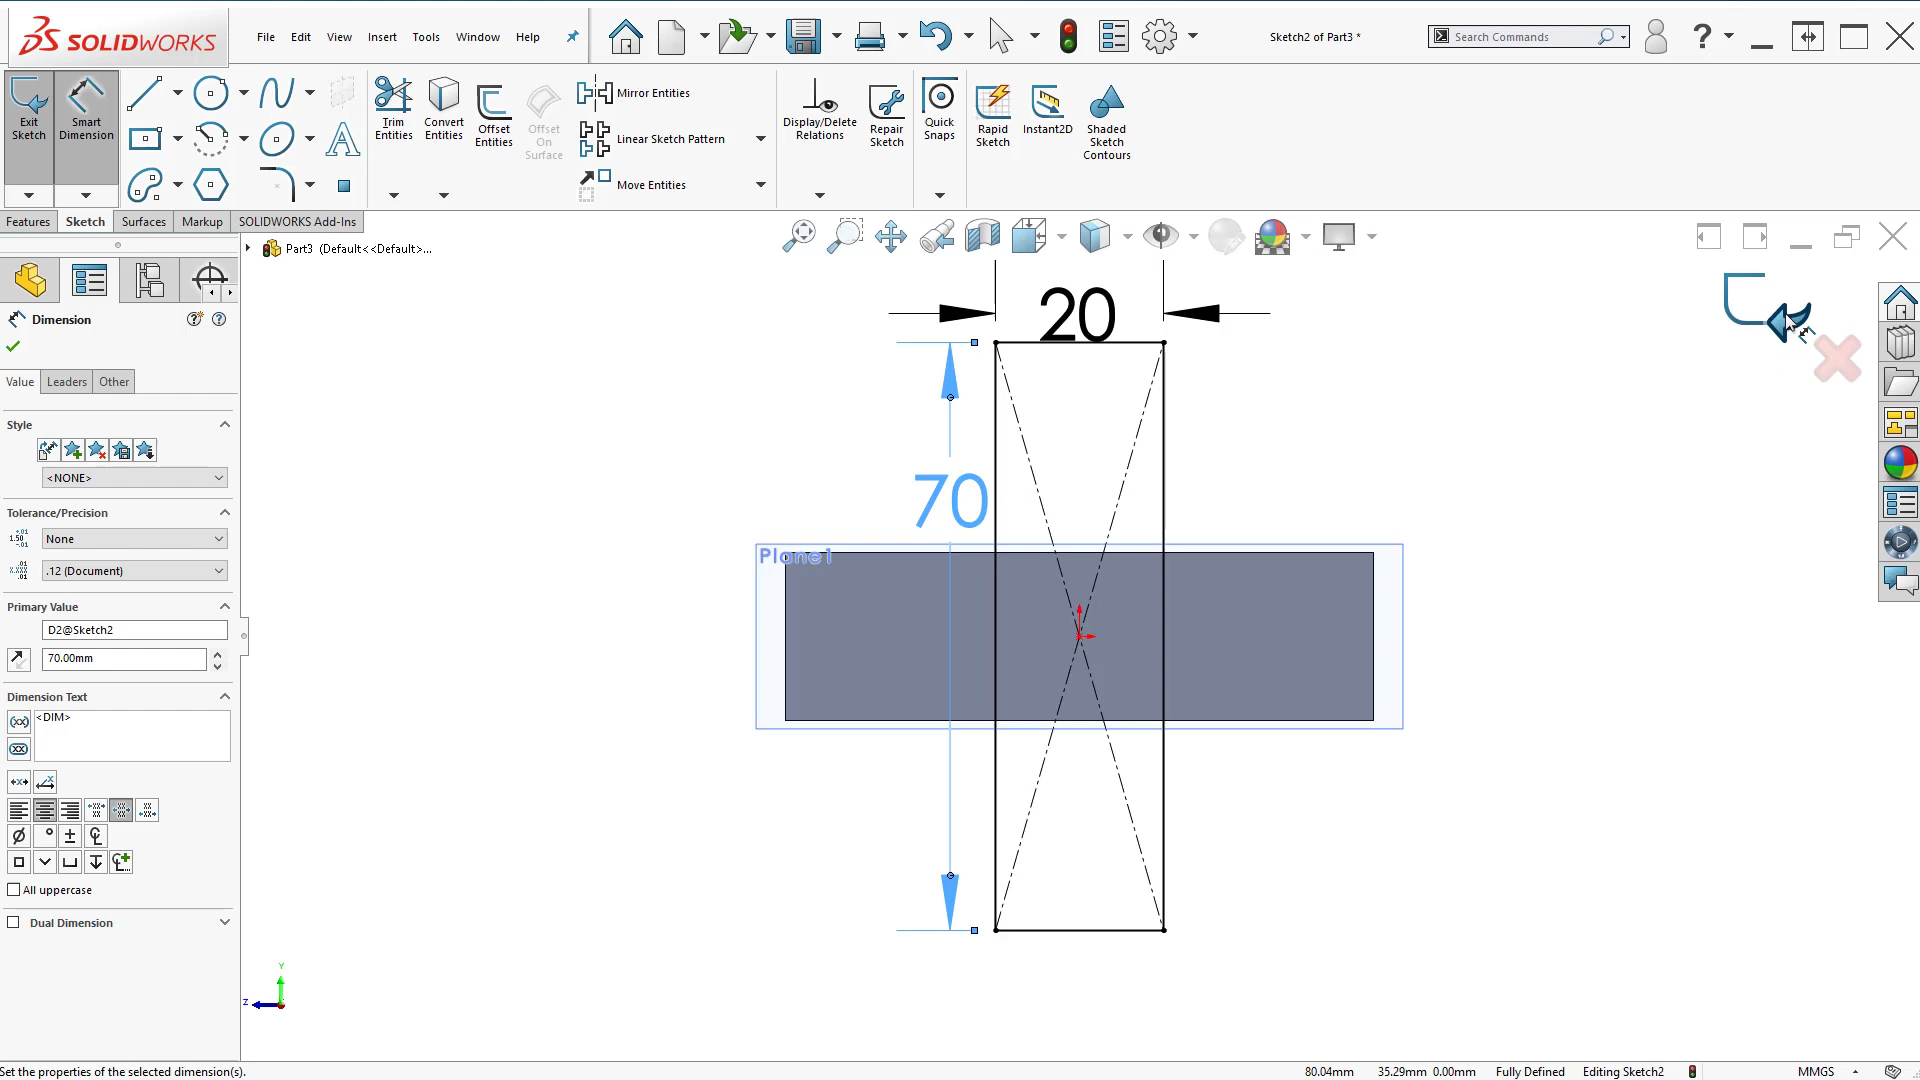 SOLIDWORKS
File Edit View Insert Tools Window Help
Sketch2 of Part3 *
Search Commands
?
Exit Sketch
Smart Dimension
Trim Entities
Convert Entities
Offset Entities
Offset On Surface
Mirror Entities
Linear Sketch Pattern
Move Entities
Display/Delete Relations
Repair Sketch
Quick Snaps
Rapid Sketch
Instant2D
Shaded Sketch Contours
Features Sketch Surfaces Markup SOLIDWORKS Add-Ins
Part3 (Default<<Default>...
Dimension
Value Leaders Other
Style
<NONE>
Tolerance/Precision
None
.12 (Document)
Primary Value
D2@Sketch2
70.00mm
Dimension Text
<DIM>
All uppercase
Dual Dimension
20
70
Plane1
Y
Z
Set the properties of the selected dimension(s).
80.04mm 35.29mm 0.00mm Fully Defined Editing Sketch2 MMGS